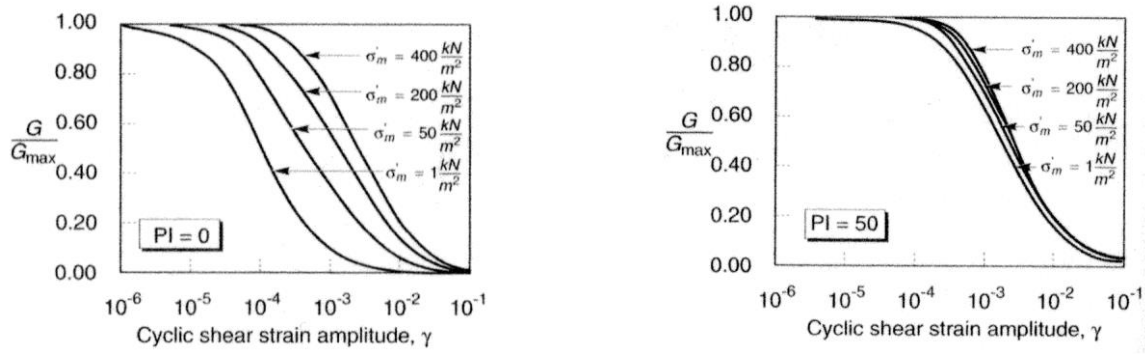 1.00
0.80
0.60
0.40
0.20
0.00
G
Gmax
σ'm = 400 kN/m²
σ'm = 200 kN/m²
σ'm = 50 kN/m²
σ'm = 1 kN/m²
PI = 0
10⁻⁶ 10⁻⁵ 10⁻⁴ 10⁻³ 10⁻² 10⁻¹
Cyclic shear strain amplitude, γ
1.00
0.80
0.60
0.40
0.20
0.00
G
Gmax
σ'm = 400 kN/m²
σ'm = 200 kN/m²
σ'm = 50 kN/m²
σ'm = 1 kN/m²
PI = 50
10⁻⁶ 10⁻⁵ 10⁻⁴ 10⁻³ 10⁻² 10⁻¹
Cyclic shear strain amplitude, γ